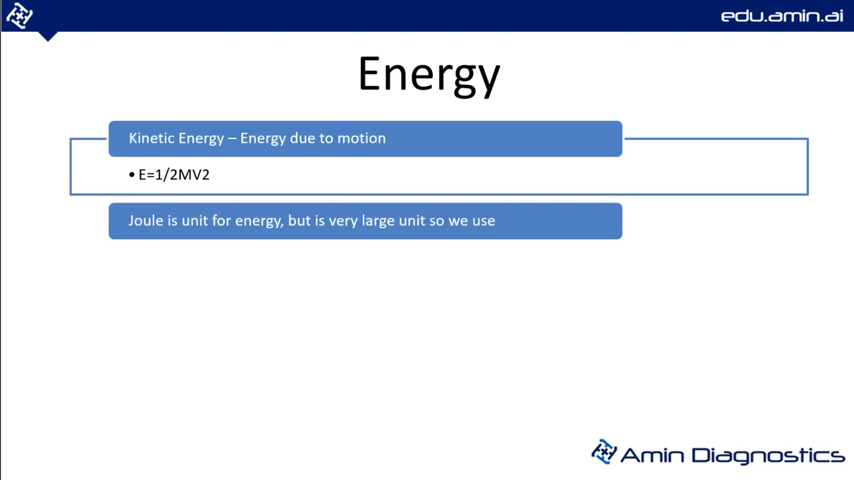 edu.amin.ai
Energy
Kinetic Energy – Energy due to motion
• E=1/2MV2
Joule is unit for energy, but is very large unit so we use
Amin Diagnostics